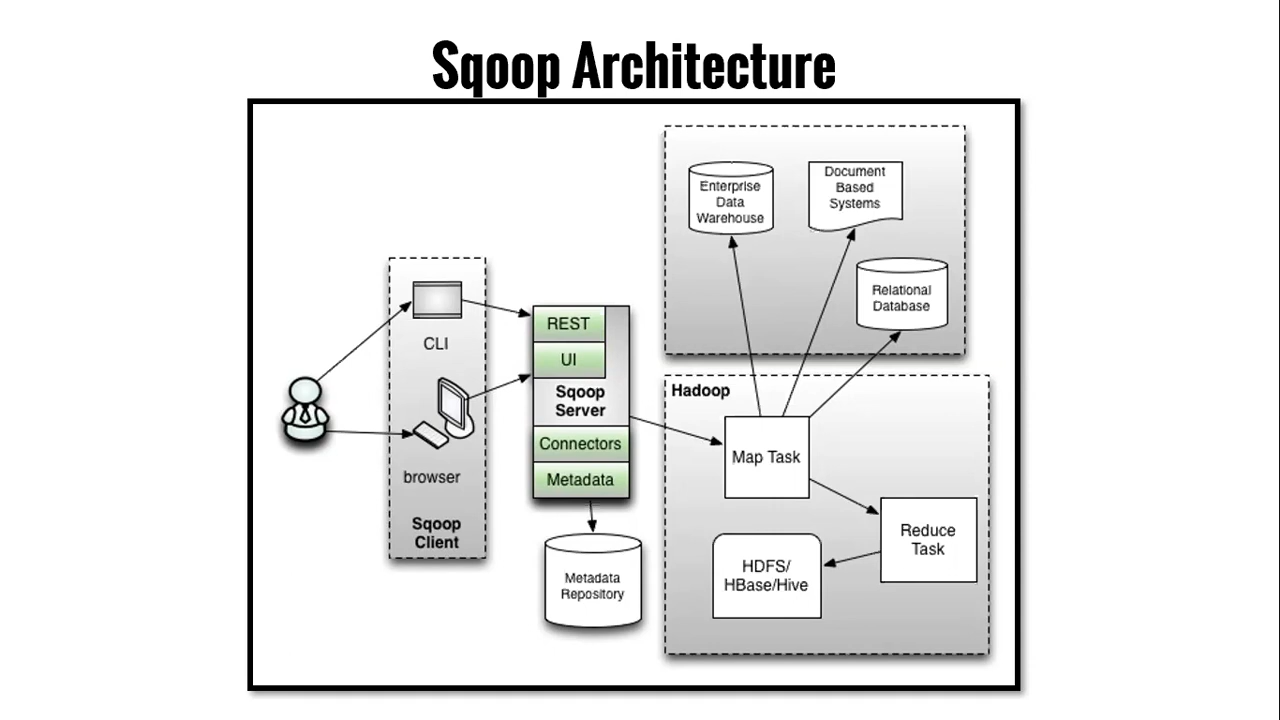 Sqoop Architecture
Enterprise
Data
Warehouse
Document
Based
Systems
Relational
Database
CLI
browser
Sqoop
Client
REST
UI
Sqoop
Server
Connectors
Metadata
Metadata
Repository
Hadoop
Map Task
Reduce
Task
HDFS/
HBase/Hive